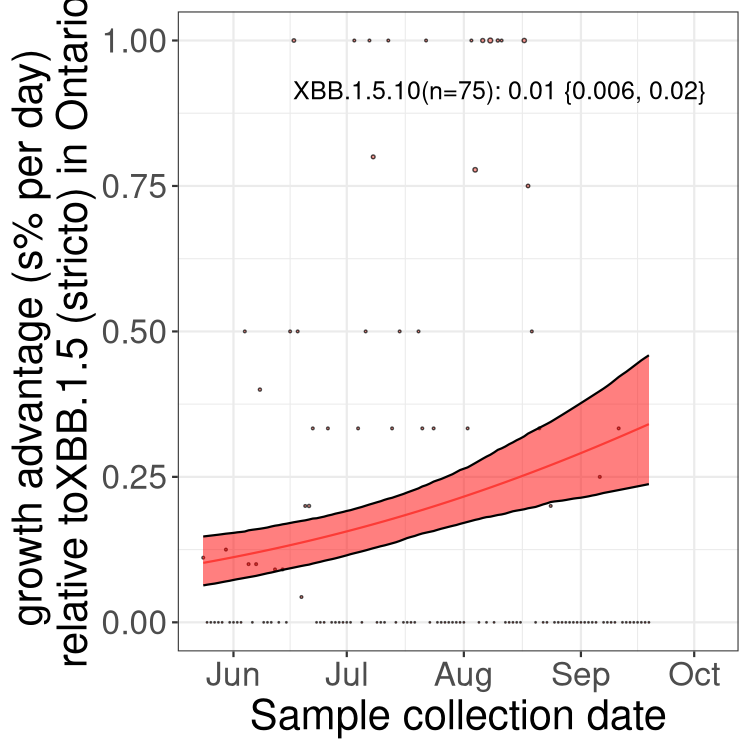 growth advantage (s% per day)
relative toXBB.1.5 (stricto) in Ontario
1.00
XBB.1.5.10(n=75): 0.01 {0.006, 0.02}
0.75
0.50
0.25
0.00
Jun Jul Aug Sep Oct
Sample collection date